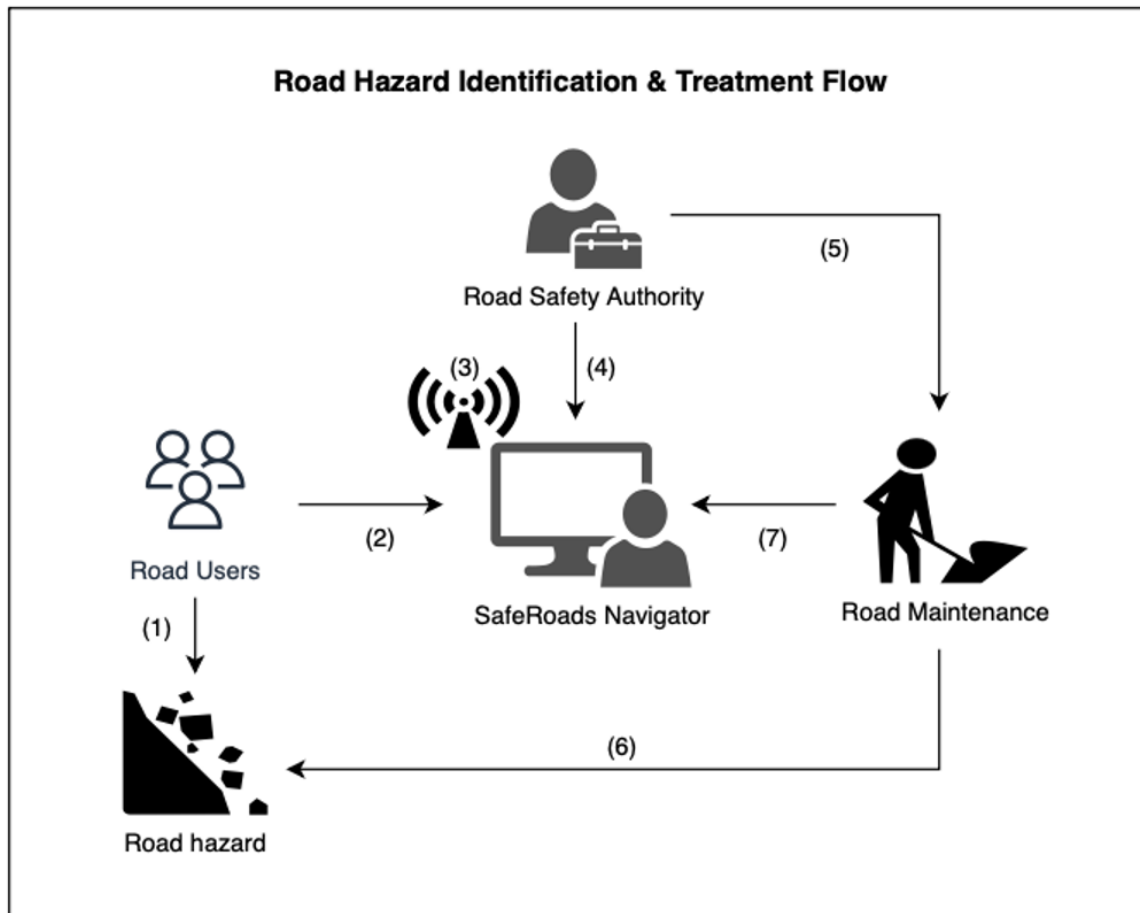 Road Hazard Identification & Treatment Flow
(5)
Road Safety Authority
(3)
(4)
(2)
(7)
Road Users
SafeRoads Navigator
Road Maintenance
(1)
(6)
Road hazard